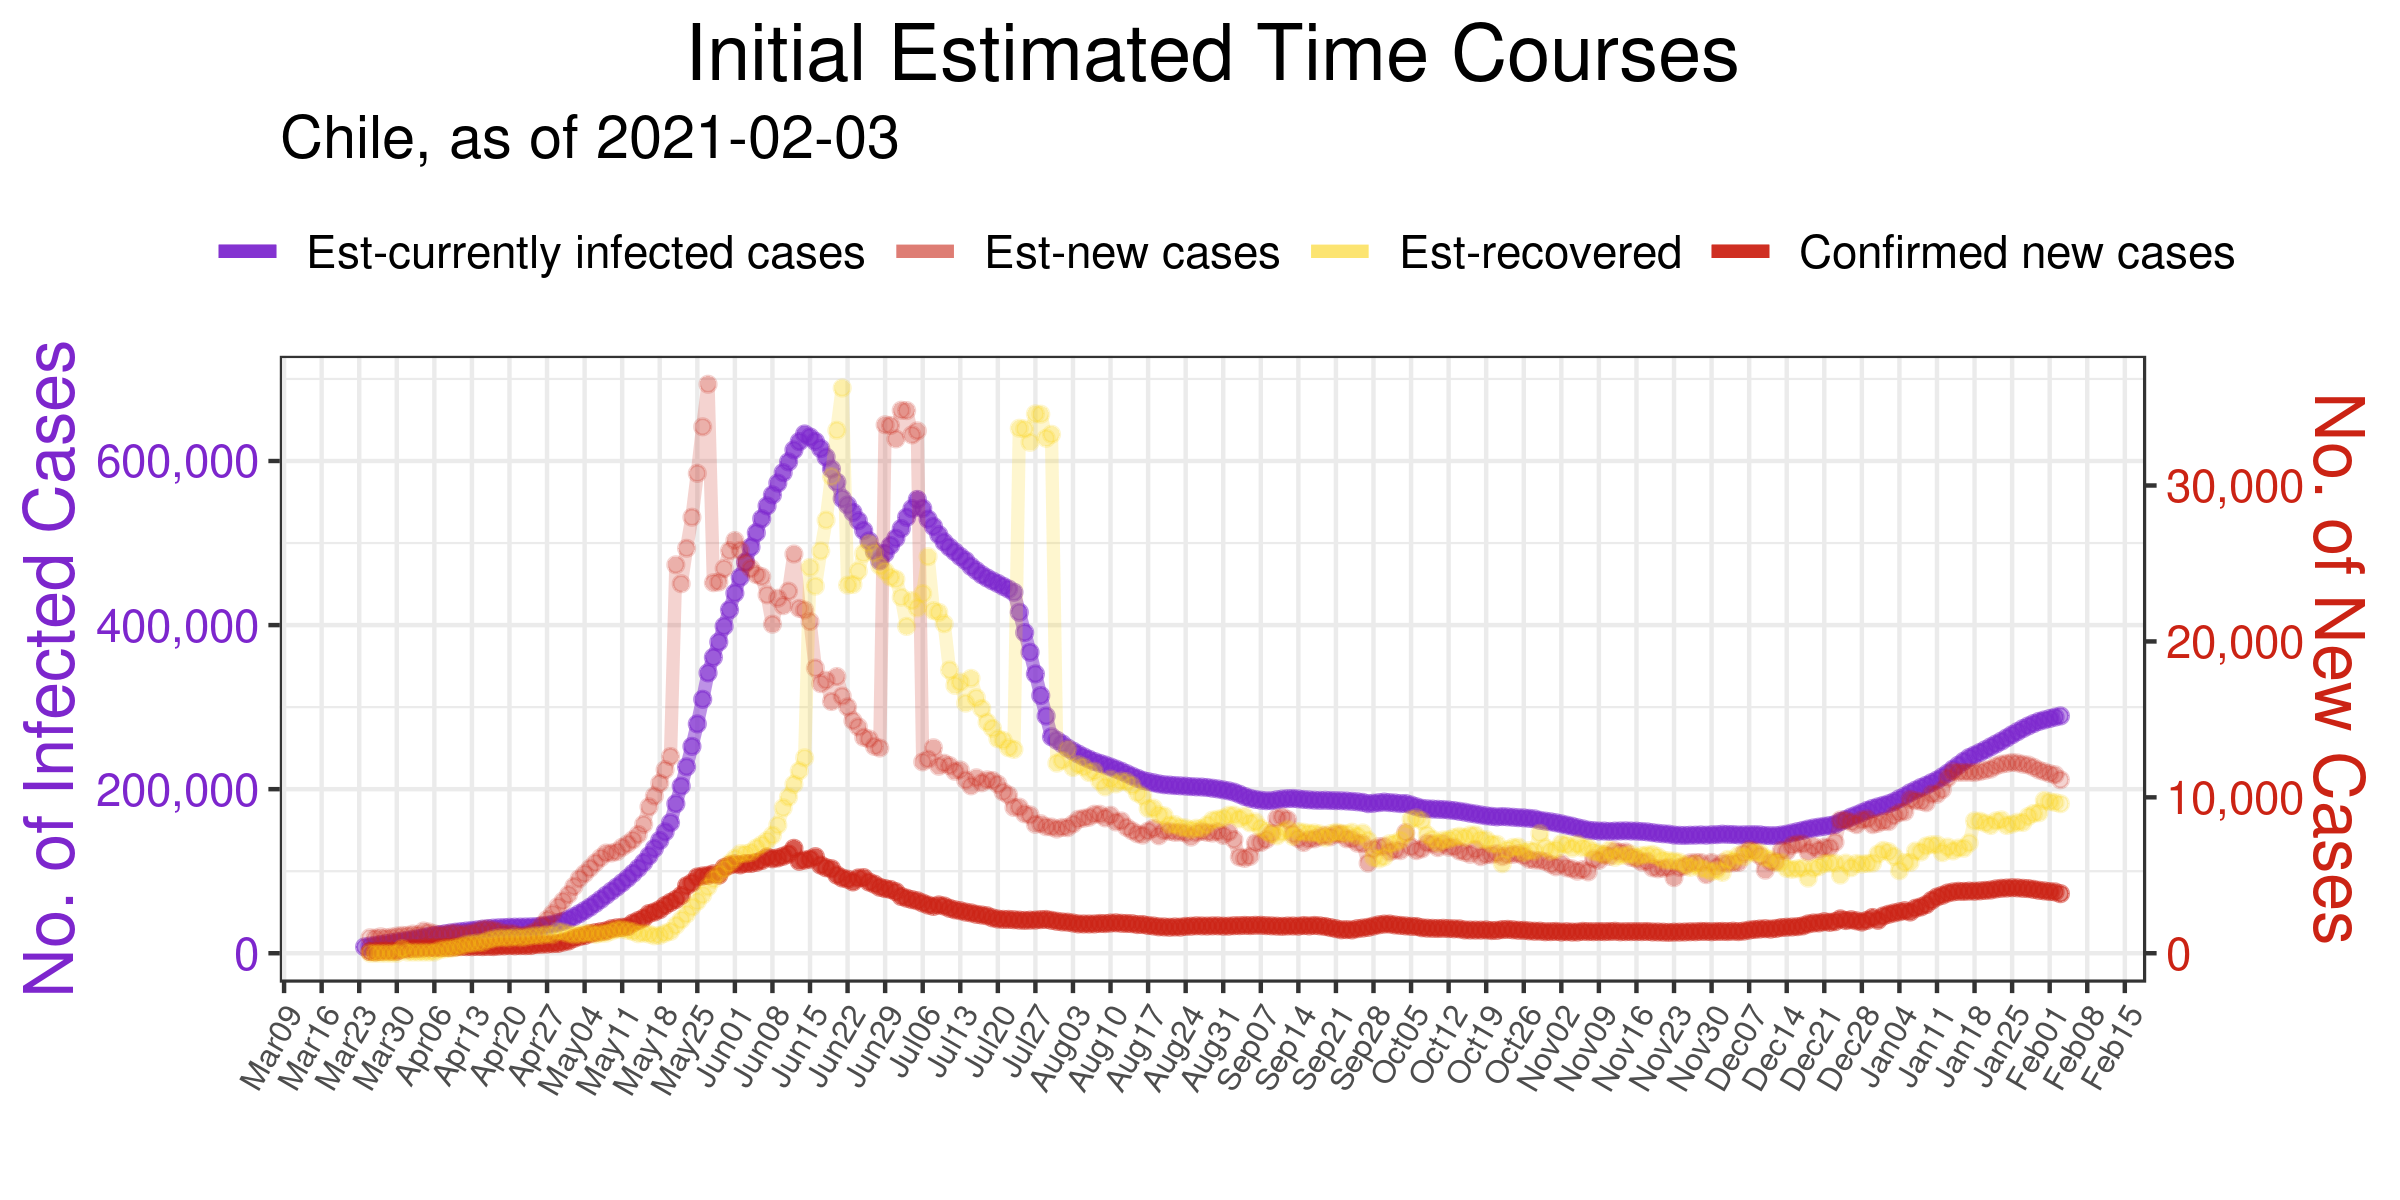 Initial Estimated Time Courses
Chile, as of 2021-02-03
Est-currently infected cases
Est-new cases
Est-recovered
Confirmed new cases
No. of Infected Cases
600,000
400,000
200,000
0
30,000
20,000
10,000
0
No. of New Cases
Mar09
Mar16
Mar23
Mar30
Apr06
Apr13
Apr20
Apr27
May04
May11
May18
May25
Jun01
Jun08
Jun15
Jun22
Jun29
Jul06
Jul13
Jul20
Jul27
Aug03
Aug10
Aug17
Aug24
Aug31
Sep07
Sep14
Sep21
Sep28
Oct05
Oct12
Oct19
Oct26
Nov02
Nov09
Nov16
Nov23
Nov30
Dec07
Dec14
Dec21
Dec28
Jan04
Jan11
Jan18
Jan25
Feb01
Feb08
Feb15